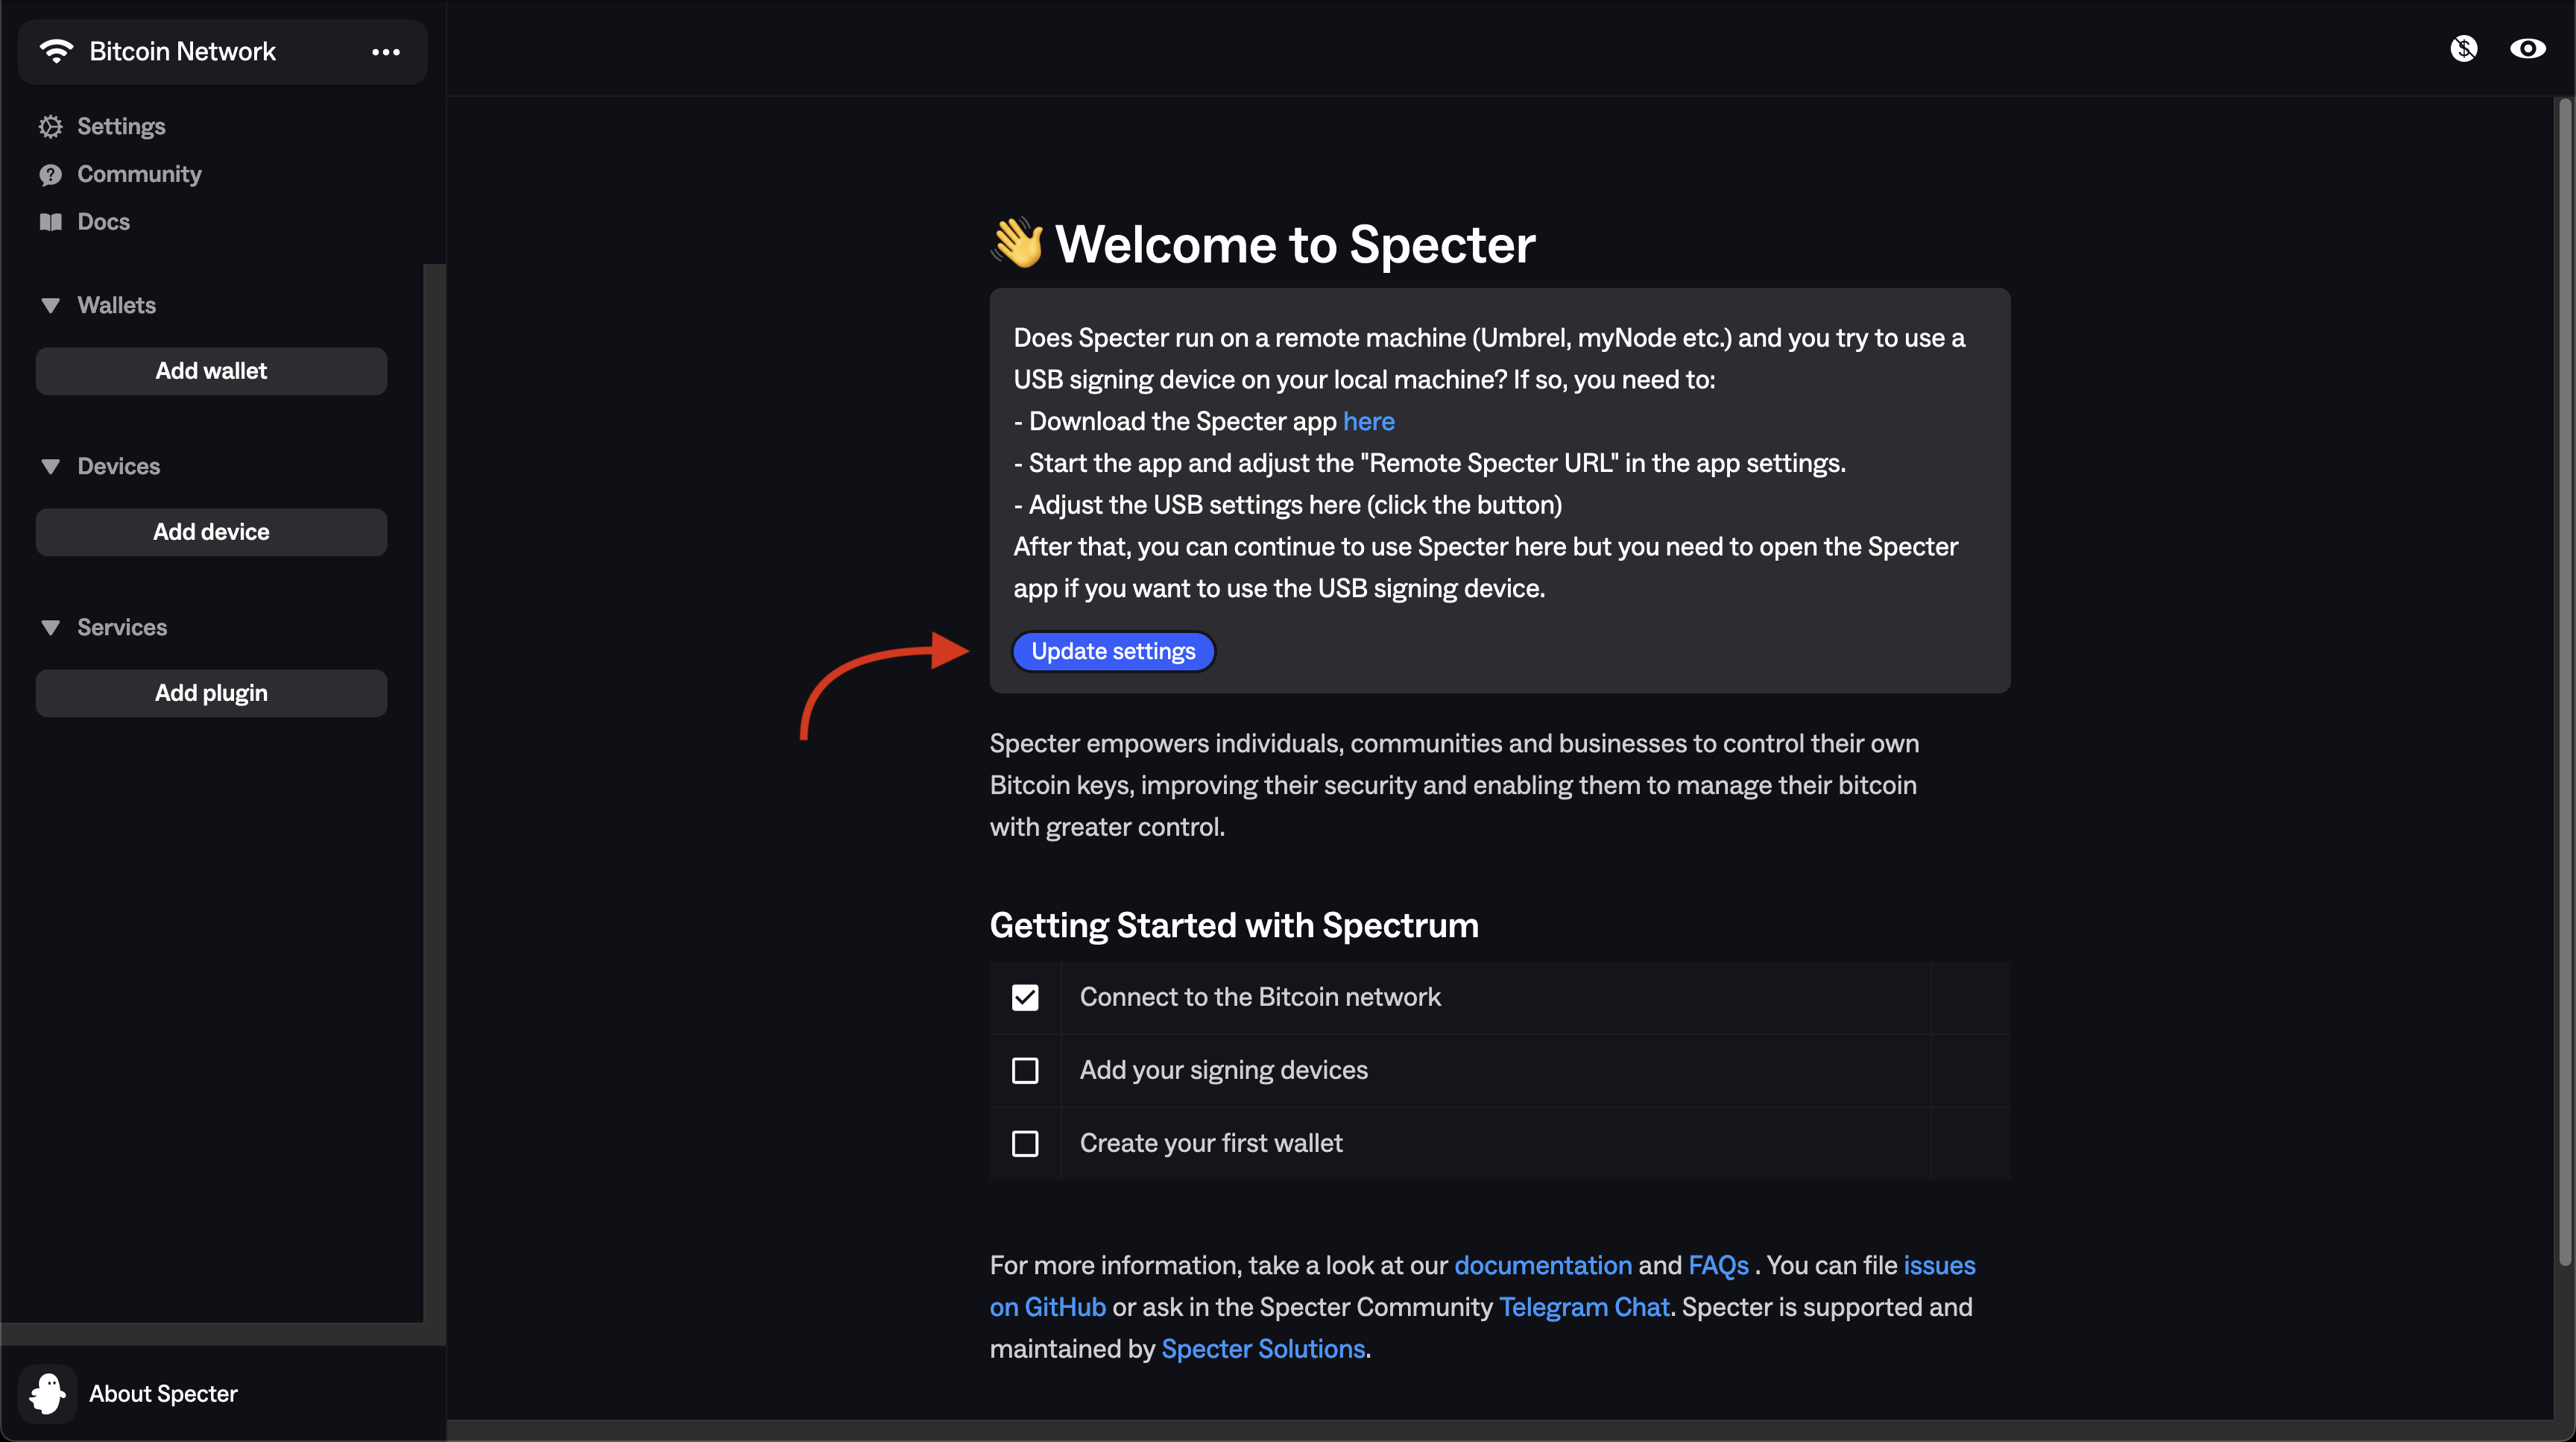 Bitcoin Network
Settings
Community
Docs
Wallets
Add wallet
Devices
Add device
Services
Add plugin
About Specter
👋 Welcome to Specter
Does Specter run on a remote machine (Umbrel, myNode etc.) and you try to use a
USB signing device on your local machine? If so, you need to:
- Download the Specter app here
- Start the app and adjust the "Remote Specter URL" in the app settings.
- Adjust the USB settings here (click the button)
After that, you can continue to use Specter here but you need to open the Specter
app if you want to use the USB signing device.
Update settings
Specter empowers individuals, communities and businesses to control their own
Bitcoin keys, improving their security and enabling them to manage their bitcoin
with greater control.
Getting Started with Spectrum
Connect to the Bitcoin network
Add your signing devices
Create your first wallet
For more information, take a look at our documentation and FAQs . You can file issues
on GitHub or ask in the Specter Community Telegram Chat. Specter is supported and
maintained by Specter Solutions.